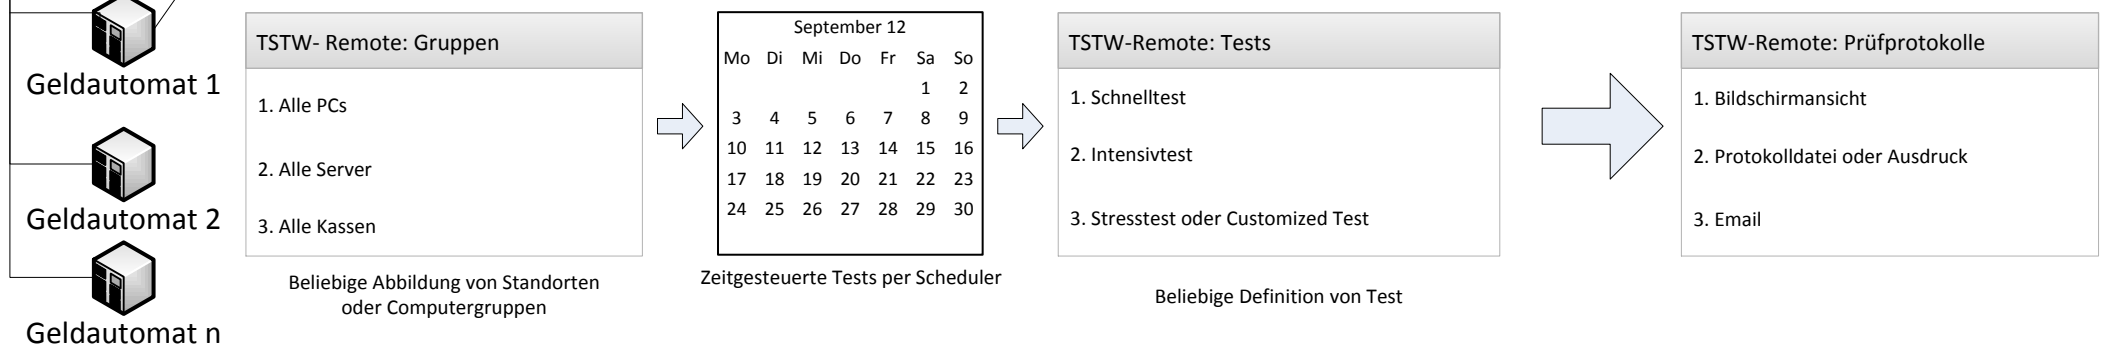 Geldautomat 1
Geldautomat 2
Geldautomat n
TSTW- Remote: Gruppen
1. Alle PCs
2. Alle Server
3. Alle Kassen
Beliebige Abbildung von Standorten
oder Computergruppen
September 12
Mo Di Mi Do Fr Sa So
1 2
3 4 5 6 7 8 9
10 11 12 13 14 15 16
17 18 19 20 21 22 23
24 25 26 27 28 29 30
Zeitgesteuerte Tests per Scheduler
TSTW-Remote: Tests
1. Schnelltest
2. Intensivtest
3. Stresstest oder Customized Test
Beliebige Definition von Test
TSTW-Remote: Prüfprotokolle
1. Bildschirmansicht
2. Protokolldatei oder Ausdruck
3. Email